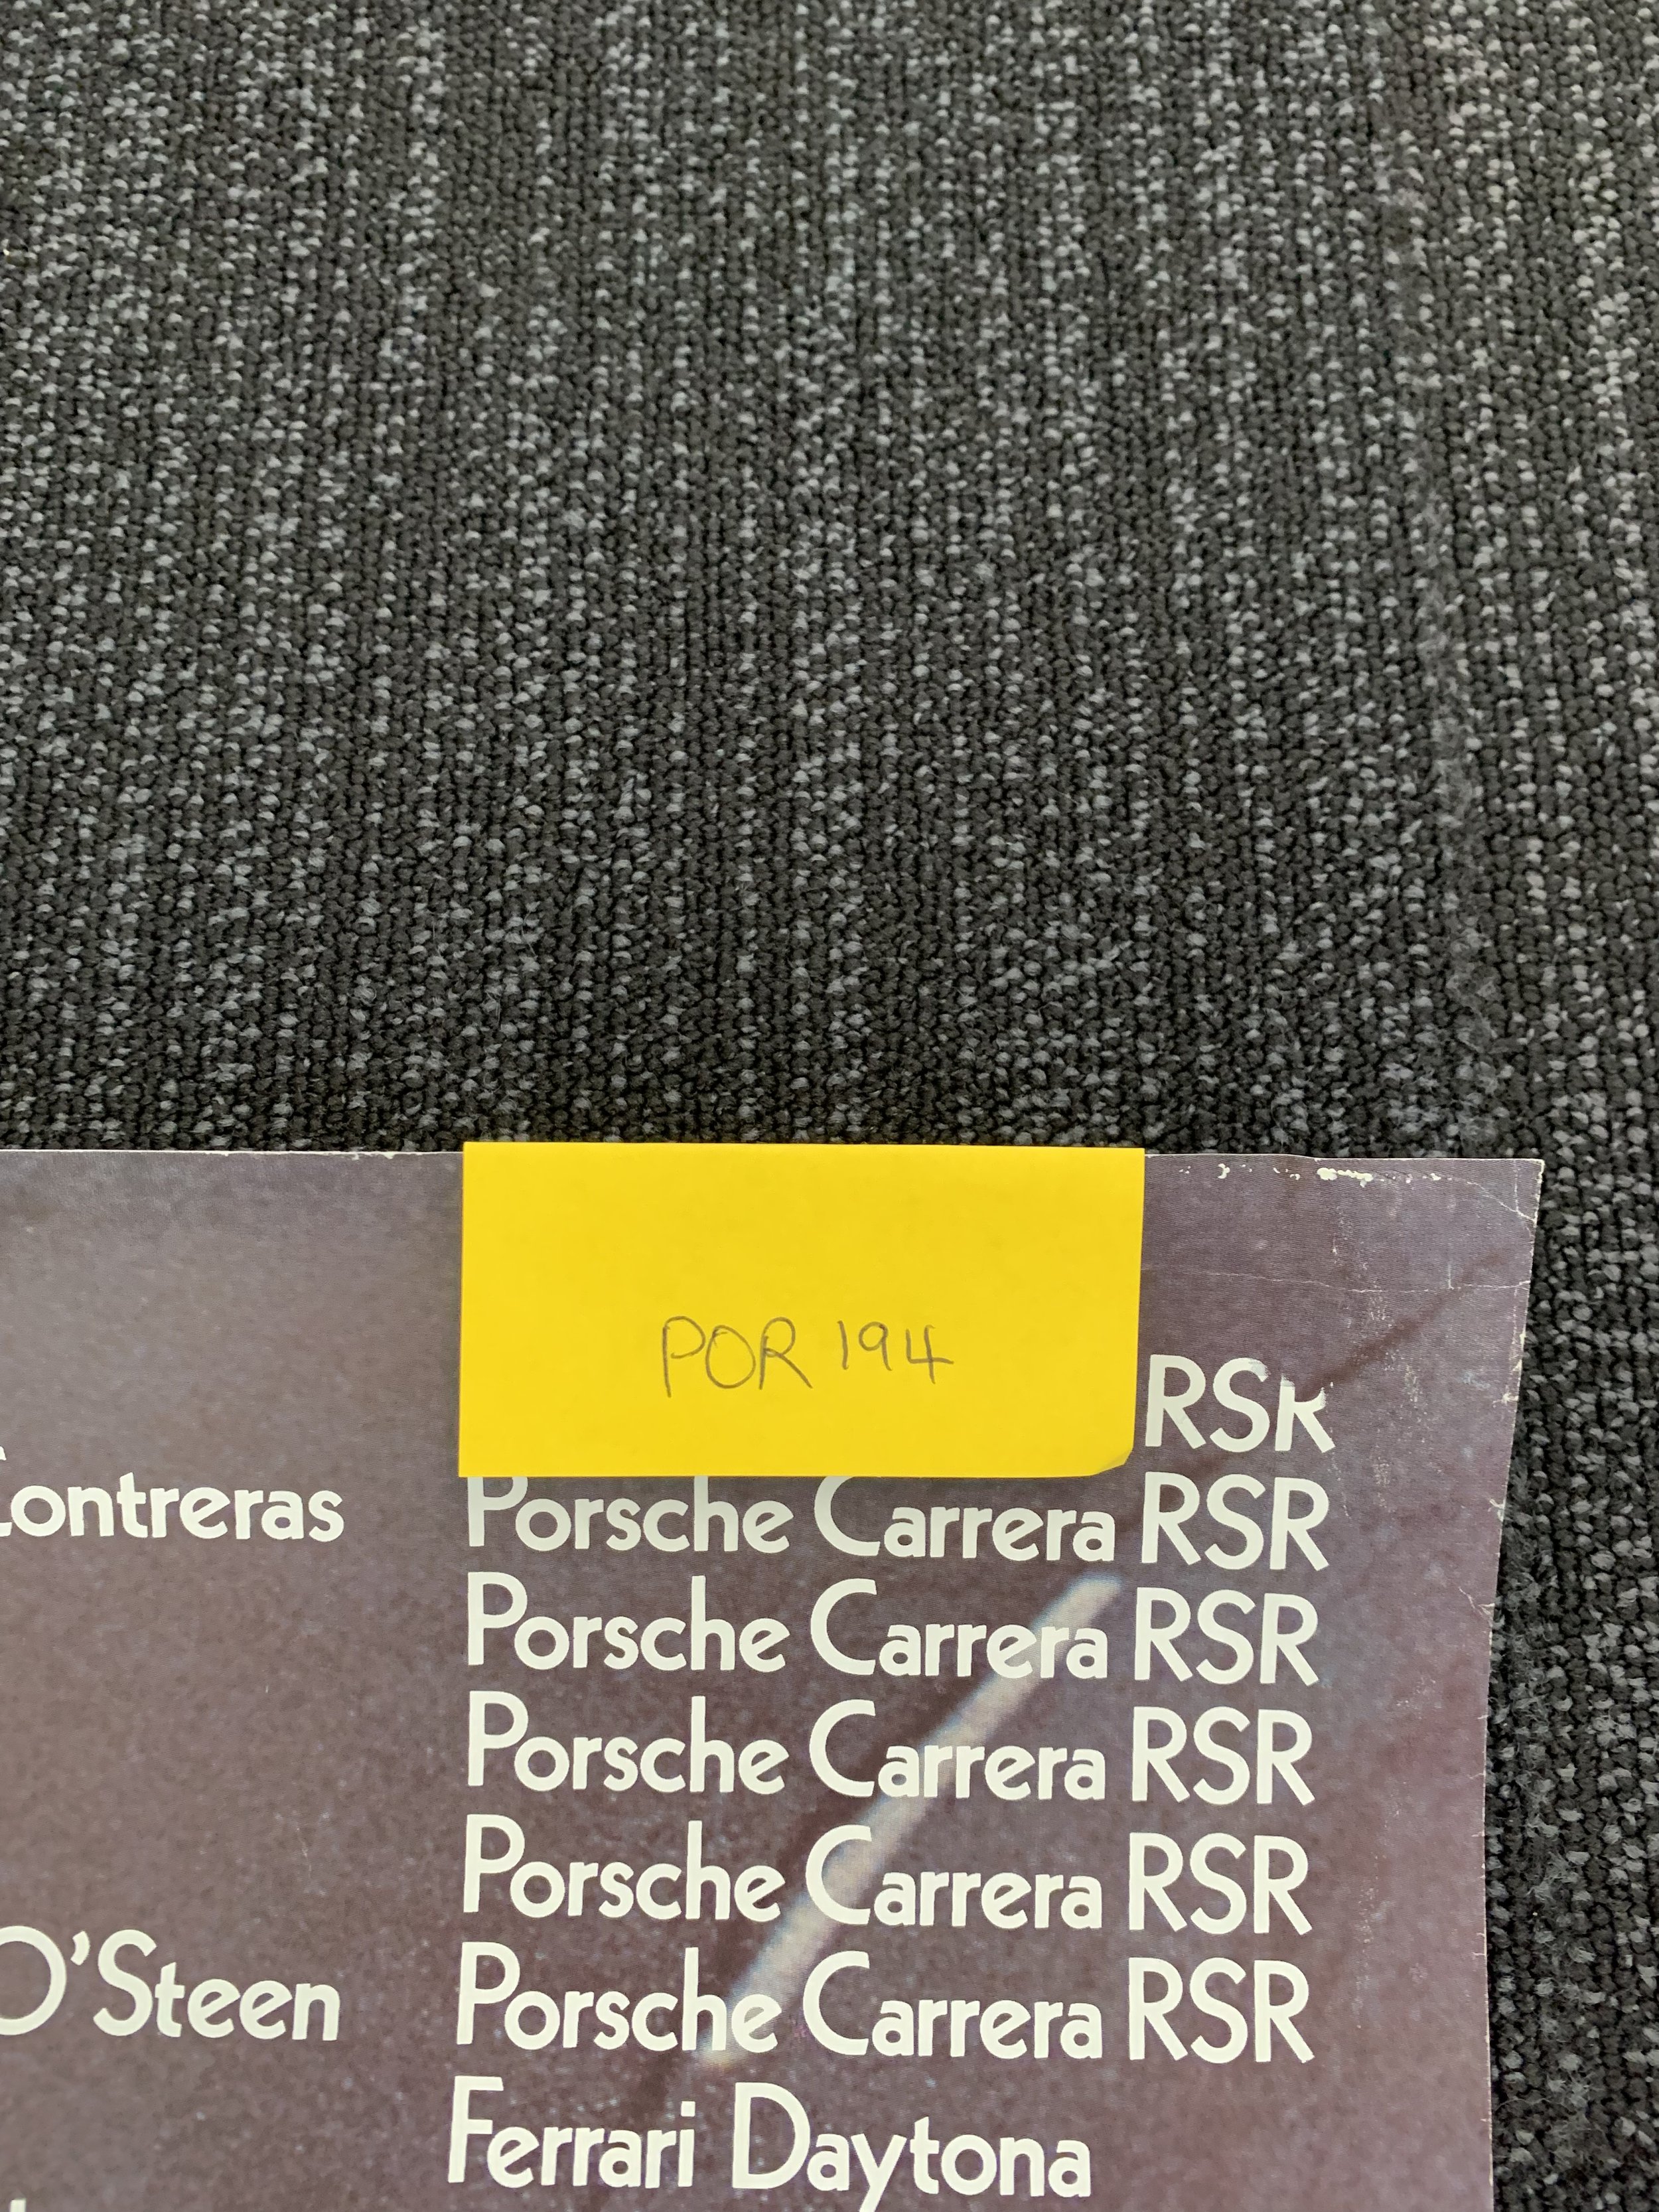 POR 194
RSR
Contreras Porsche Carrera RSR
Porsche Carrera RSR
Porsche Carrera RSR
Porsche Carrera RSR
O'Steen Porsche Carrera RSR
Ferrari Daytona